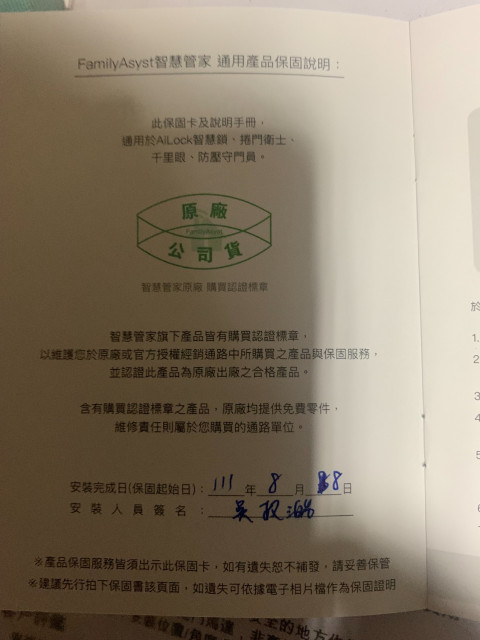 FamilyAsyst智慧管家 通用產品保固說明：
此保固卡及說明手冊，
適用於AiLock智慧鎖、捲門衛士、
千里眼、防壓守門員。
原廠
公司貨
智慧管家原廠 購買認證標章
智慧管家旗下產品皆有購買認證標章，
以維護您於原廠或官方授權經銷通路中所購買之產品與保固服務，
並認證此產品為原廠出廠之合格產品。
含有購買認證標章之產品，原廠均提供免費零件，
維修責任則屬於您購買的通路單位。
安裝完成日(保固起始日)：111年8月8日
安裝人員簽名：吳
※產品保固服務皆須出示此保固卡，如有遺失恕不補發，請妥善保管
※建議先行拍下保固書該頁面，如遺失可依據電子相片檔作為保固證明
於
1.
2
3
4
5